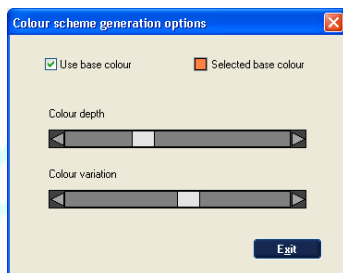 Colour scheme generation options
Use base colour
Selected base colour
Colour depth
Colour variation
Exit